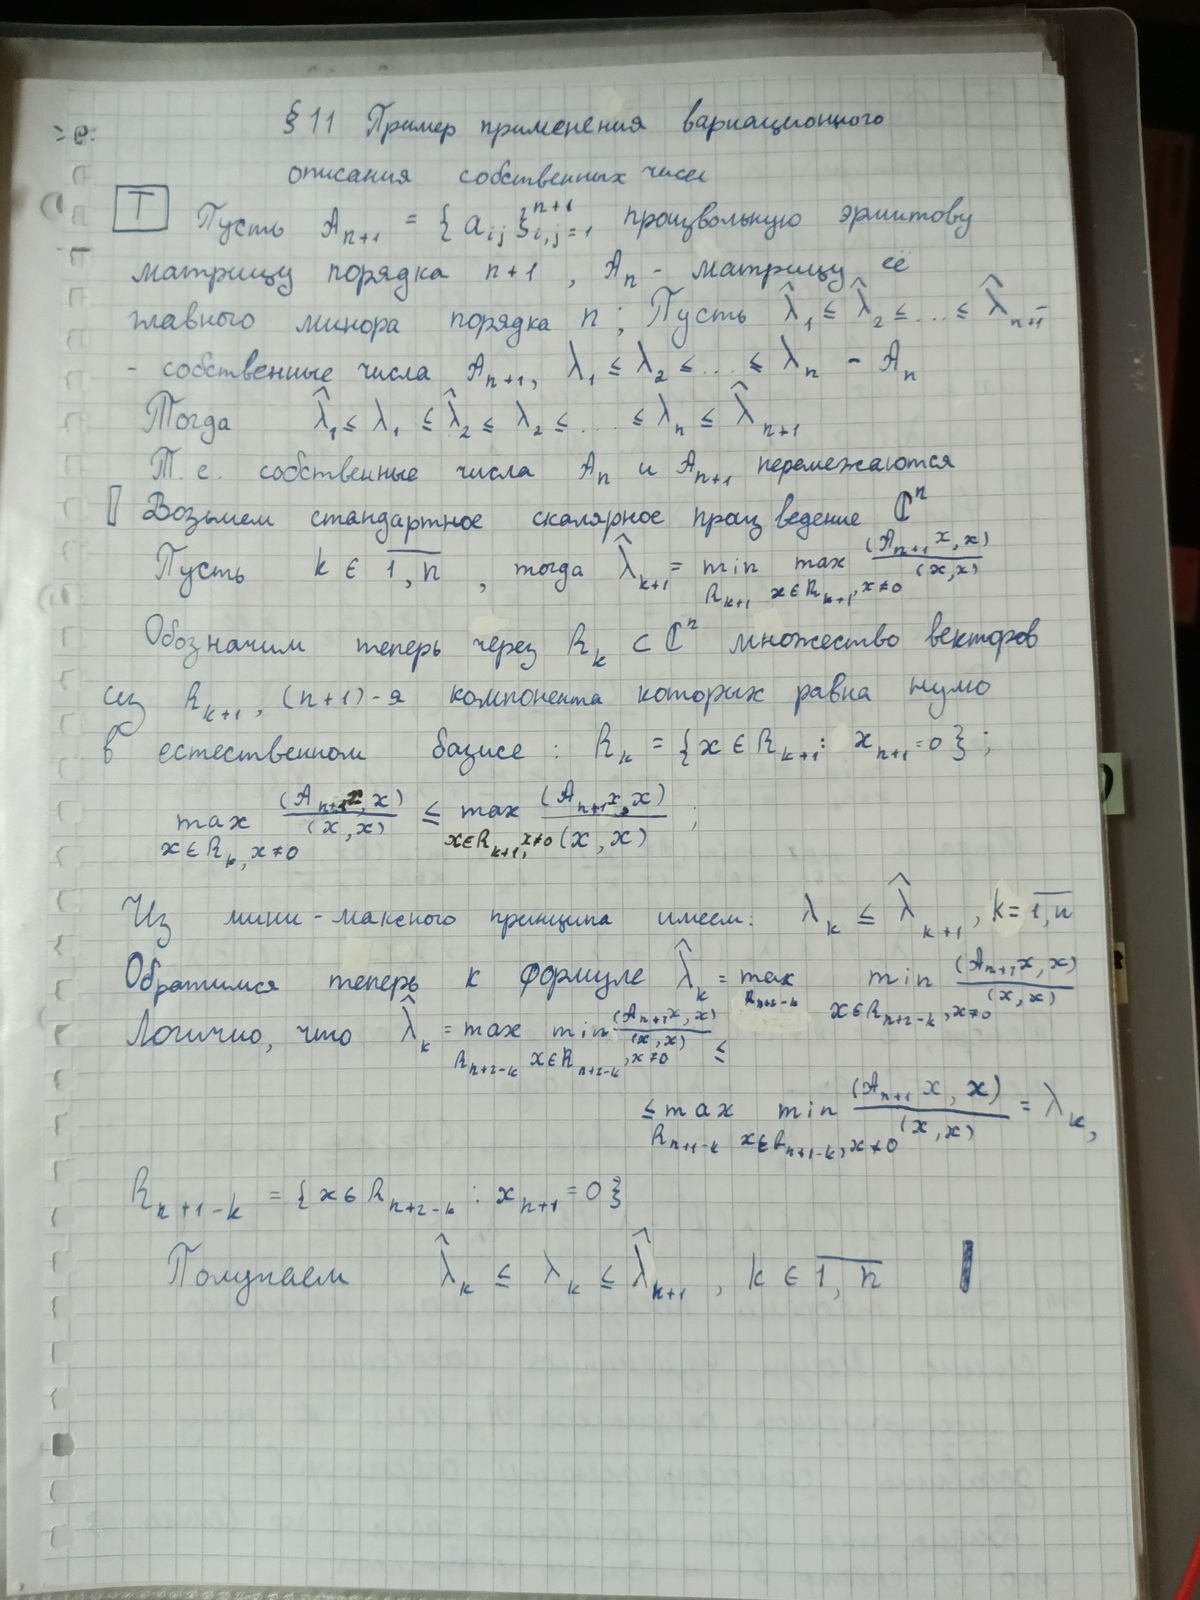 § 11 Пример применения вариационного
описания собственных чисел
T Пусть A_{n+1} = {a_{ij}}_{i,j=1}^{n+1} произвольную эрмитову
матрицу порядка n+1, A_n - матрицу её
главного минора порядка n; Пусть λ̂_1 ≤ λ̂_2 ≤ ... ≤ λ̂_{n+1} -
- собственные числа A_{n+1}, λ_1 ≤ λ_2 ≤ ... ≤ λ_n - A_n
Тогда λ̂_1 ≤ λ_1 ≤ λ̂_2 ≤ λ_2 ≤ ... ≤ λ_n ≤ λ̂_{n+1}
Т.е. собственные числа A_n и A_{n+1} перемежаются
▯ Возьмем стандартное скалярное произведение ℂ^n
Пусть k ∈ \overline{1,n}, тогда λ̂_{k+1} = min_{R_{k+1}} max_{x∈R_{k+1}, x≠0} (A_{n+1}x, x)/(x,x)
Обозначим теперь через R_k ⊂ ℂ^n множество векторов
из R_{k+1}, (n+1)-я компонента которых равна нулю
в естественном базисе: R_k = {x ∈ R_{k+1}: x_{n+1}=0};
max_{x∈R_k, x≠0} (A_{n+1}x, x)/(x,x) ≤ max_{x∈R_{k+1}, x≠0} (A_{n+1}x, x)/(x,x);
Из мини-максного принципа имеем: λ_k ≤ λ̂_{k+1}, k = \overline{1,n}
Обратимся теперь к формуле λ̂_k = max_{R_{n+2-k}} min_{x∈R_{n+2-k}, x≠0} (A_{n+1}x, x)/(x,x)
Логично, что λ̂_k = max_{R_{n+2-k}} min_{x∈R_{n+2-k}, x≠0} (A_{n+1}x, x)/(x,x) ≤
≤ max_{R_{n+1-k}} min_{x∈R_{n+1-k}, x≠0} (A_{n+1}x, x)/(x,x) = λ_k,
R_{n+1-k} = {x ∈ R_{n+2-k} : x_{n+1} = 0}
Получаем λ̂_k ≤ λ_k ≤ λ̂_{n+1}, k ∈ \overline{1,n} ▮